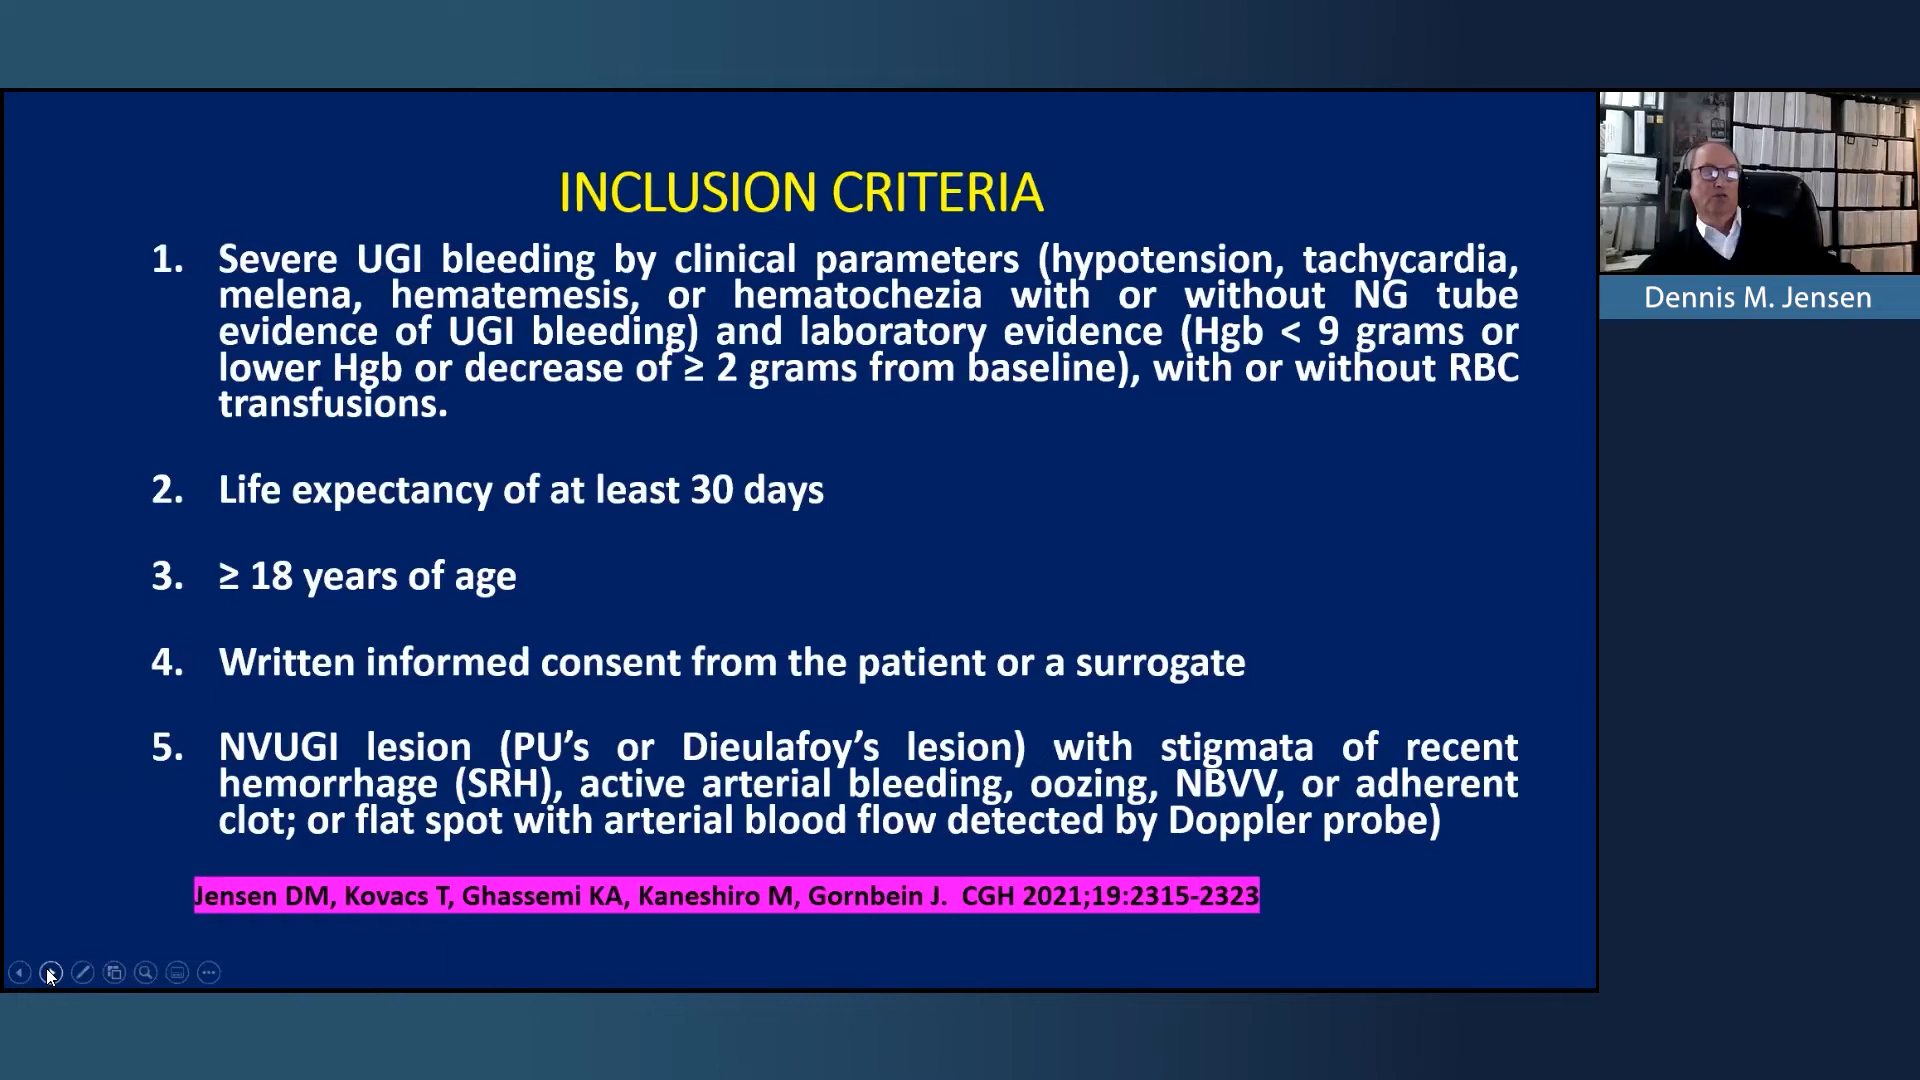 INCLUSION CRITERIA
1. Severe UGI bleeding by clinical parameters (hypotension, tachycardia,
melena, hematemesis, or hematochezia with or without NG tube
evidence of UGI bleeding) and laboratory evidence (Hgb < 9 grams or
lower Hgb or decrease of ≥ 2 grams from baseline), with or without RBC
transfusions.
2. Life expectancy of at least 30 days
3. ≥ 18 years of age
4. Written informed consent from the patient or a surrogate
5. NVUGI lesion (PU’s or Dieulafoy’s lesion) with stigmata of recent
hemorrhage (SRH), active arterial bleeding, oozing, NBVV, or adherent
clot; or flat spot with arterial blood flow detected by Doppler probe)
Jensen DM, Kovacs T, Ghassemi KA, Kaneshiro M, Gornbein J. CGH 2021;19:2315-2323
Dennis M. Jensen